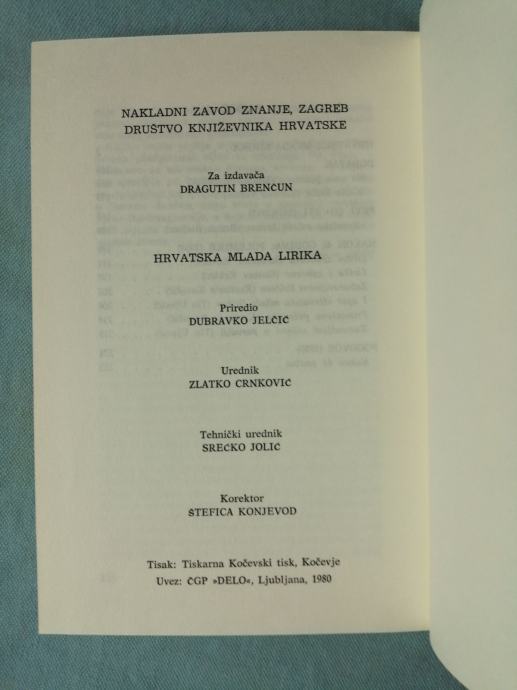 NAKLADNI ZAVOD ZNANJE, ZAGREB
DRUŠTVO KNJIŽEVNIKA HRVATSKE
Za izdavača
DRAGUTIN BRENČUN
HRVATSKA MLADA LIRIKA
Priredio
DUBRAVKO JELČIĆ
Urednik
ZLATKO CRNKOVIĆ
Tehnički urednik
SREĆKO JOLIĆ
Korektor
ŠTEFICA KONJEVOD
Tisak: Tiskarna Kočevski tisk, Kočevje
Uvez: ČGP »DELO«, Ljubljana, 1980